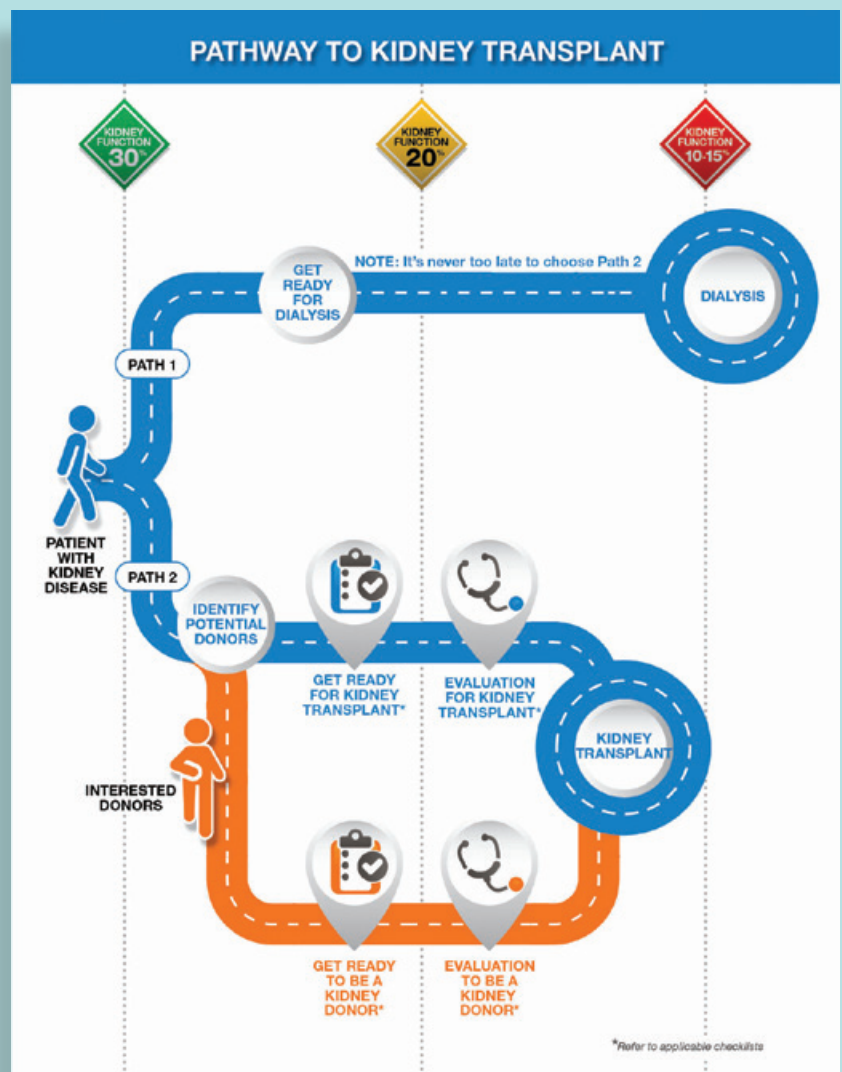 PATHWAY TO KIDNEY TRANSPLANT
KIDNEY
FUNCTION
30%
KIDNEY
FUNCTION
20%
KIDNEY
FUNCTION
10-15%
GET
READY
FOR
DIALYSIS
NOTE: It's never too late to choose Path 2
DIALYSIS
PATH 1
PATIENT
WITH
KIDNEY
DISEASE
PATH 2
IDENTIFY
POTENTIAL
DONORS
GET READY
FOR KIDNEY
TRANSPLANT*
EVALUATION
FOR KIDNEY
TRANSPLANT*
KIDNEY
TRANSPLANT
INTERESTED
DONORS
GET READY
TO BE A
KIDNEY
DONOR*
EVALUATION
TO BE A
KIDNEY
DONOR*
*Refer to applicable checklists